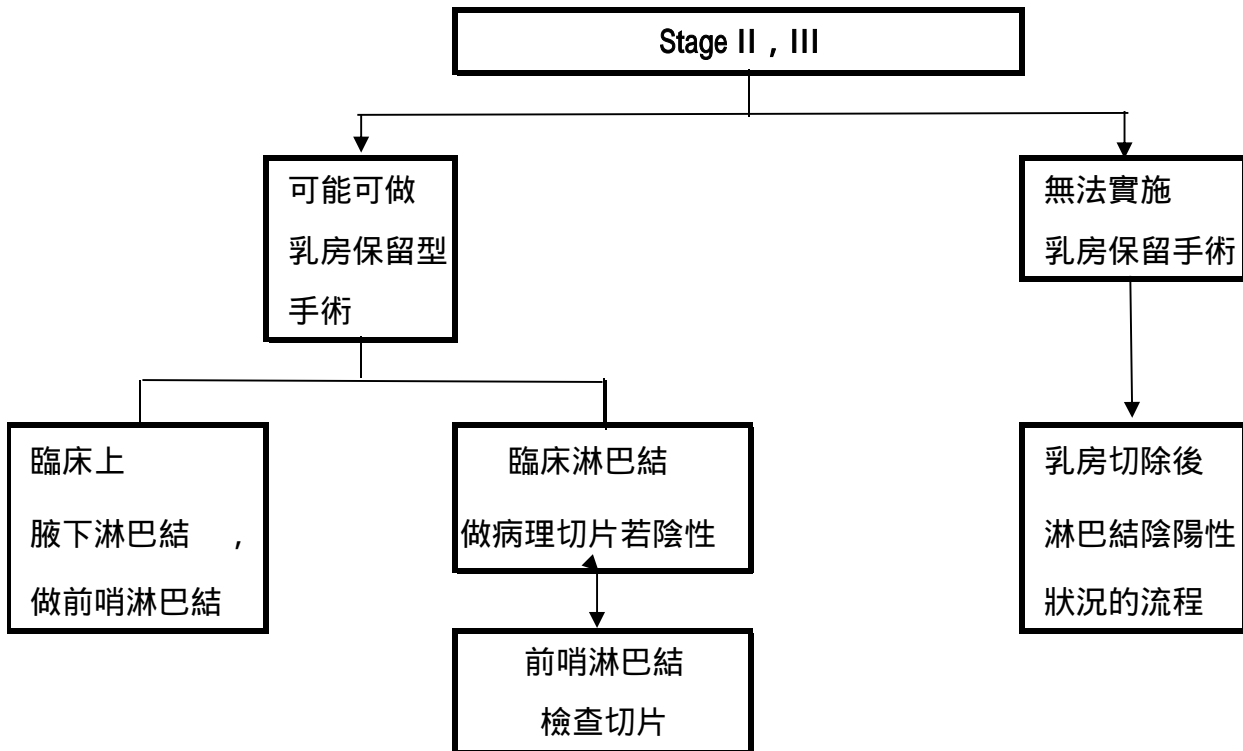 Stage II , III
可能可做
乳房保留型
手術
無法實施
乳房保留手術
臨床上
腋下淋巴結 ,
做前哨淋巴結
臨床淋巴結
做病理切片若陰性
乳房切除後
淋巴結陰陽性
狀況的流程
前哨淋巴結
檢查切片